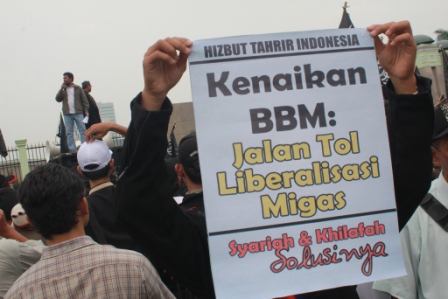 HIZBUT TAHRIR INDONESIA
Kenaikan
BBM:
Jalan Tol
Liberalisasi
Migas
Syariah & Khilafah
Solusinya